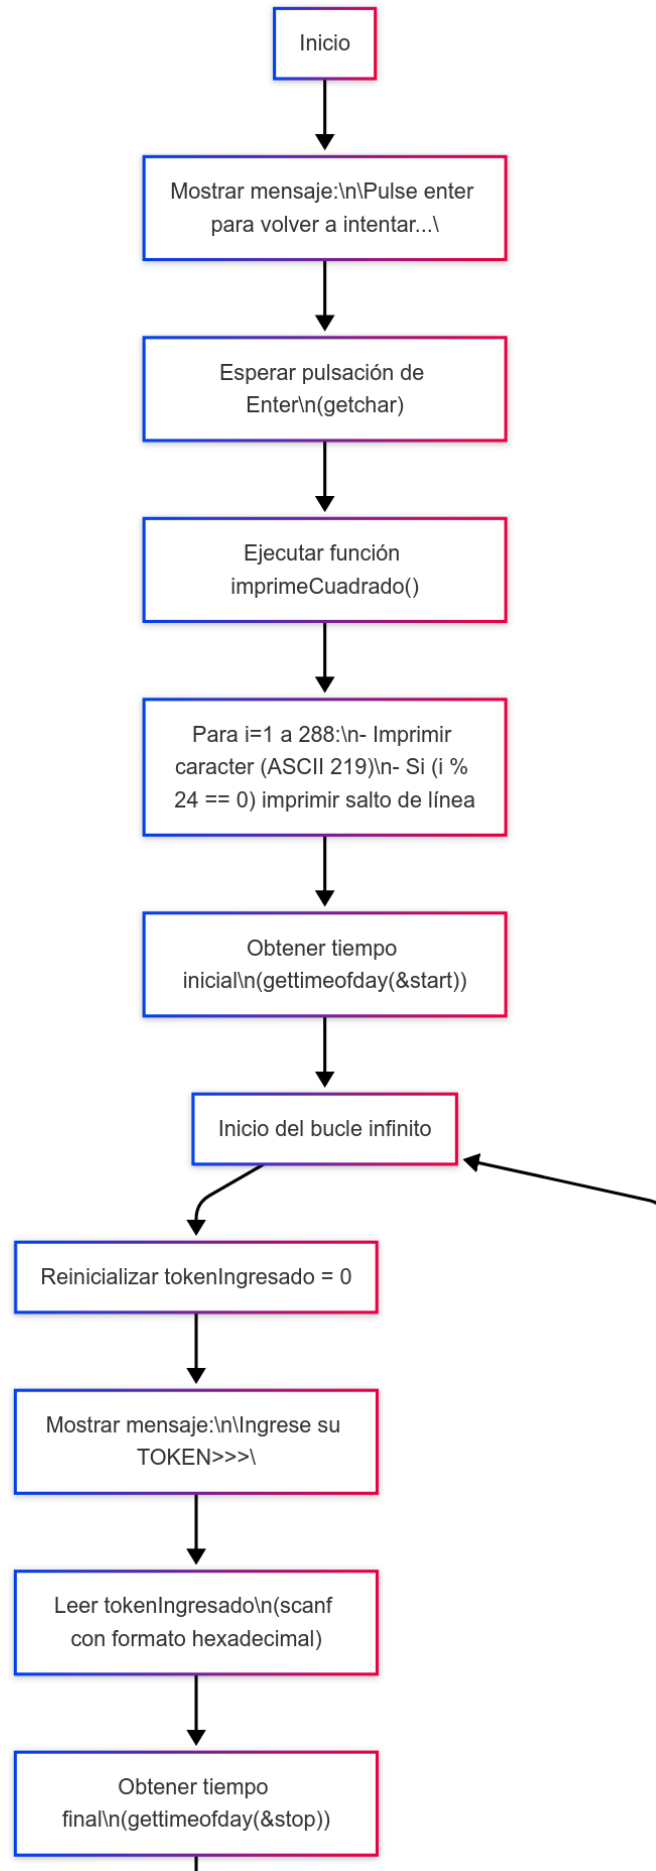 Inicio
Mostrar mensaje:\n\Pulse enter
para volver a intentar...\
Esperar pulsación de
Enter\n(getchar)
Ejecutar función
imprimeCuadrado()
Para i=1 a 288:\n- Imprimir
caracter (ASCII 219)\n- Si (i %
24 == 0) imprimir salto de línea
Obtener tiempo
inicial\n(gettimeofday(&start))
Inicio del bucle infinito
Reinicializar tokenIngresado = 0
Mostrar mensaje:\n\Ingrese su
TOKEN>>>\
Leer tokenIngresado\n(scanf
con formato hexadecimal)
Obtener tiempo
final\n(gettimeofday(&stop))